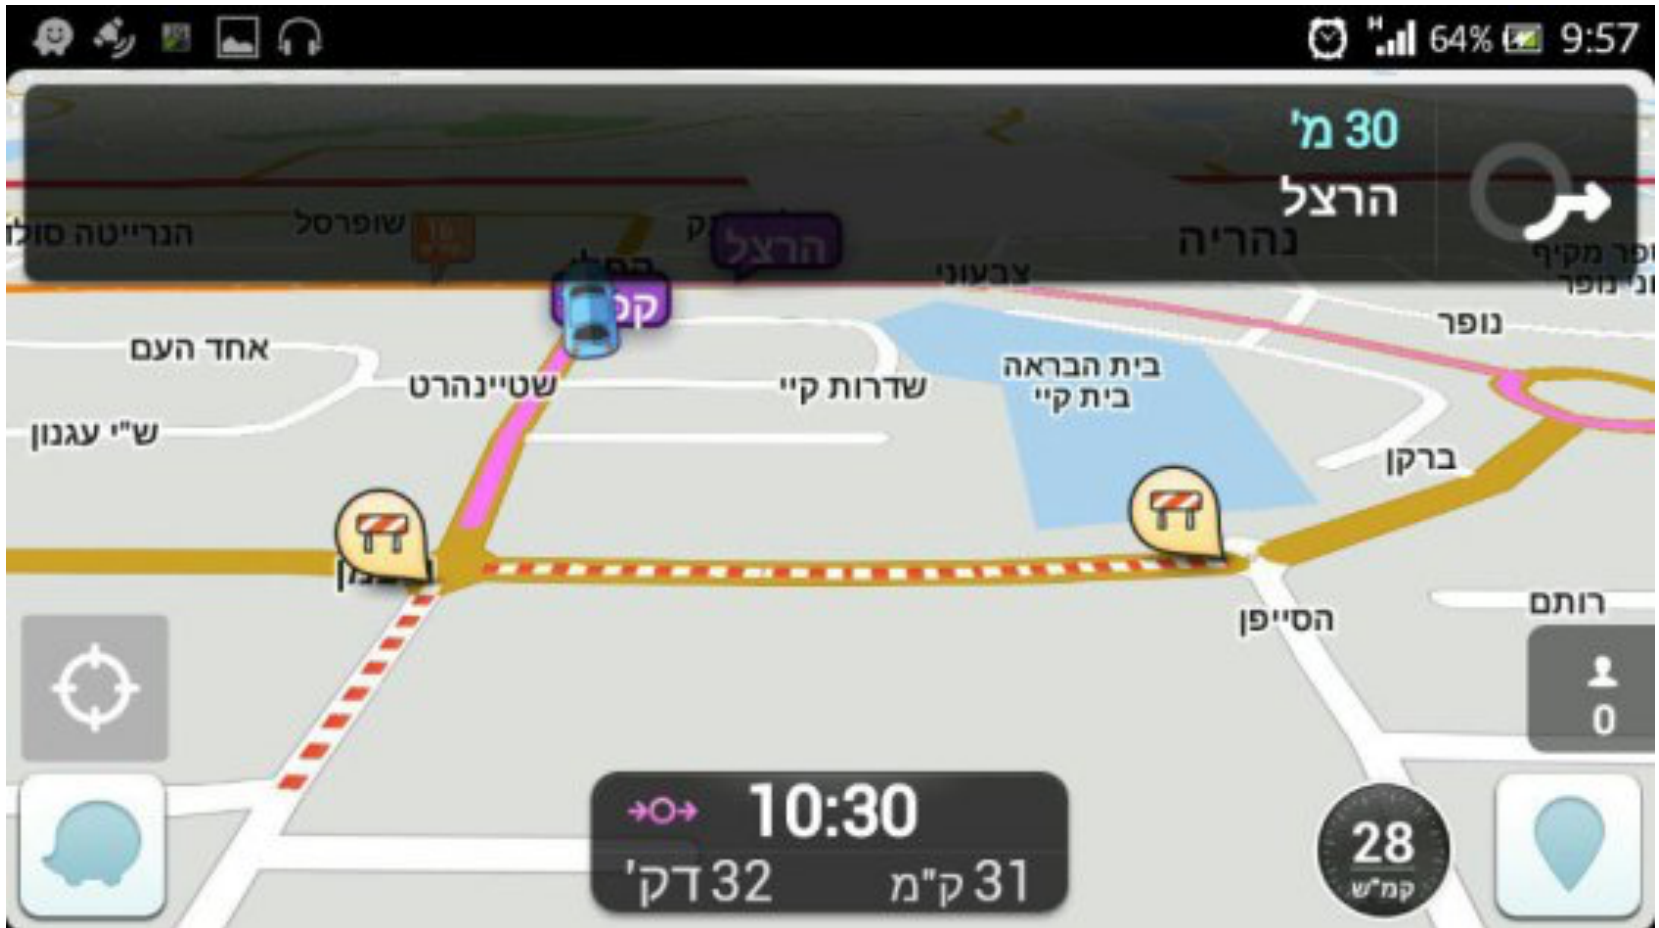 64% 9:57
30 מ'
הרצל
הנרייטה סולד
שופרסל
הרצל
נהריה
צבעוני
נופר
אחד העם
שטיינהרט
שדרות קיי
בית הבראה
בית קיי
ש"י עגנון
ברקן
הסייפן
רותם
0
10:30
31 ק"מ 32 דק'
28
קמ"ש